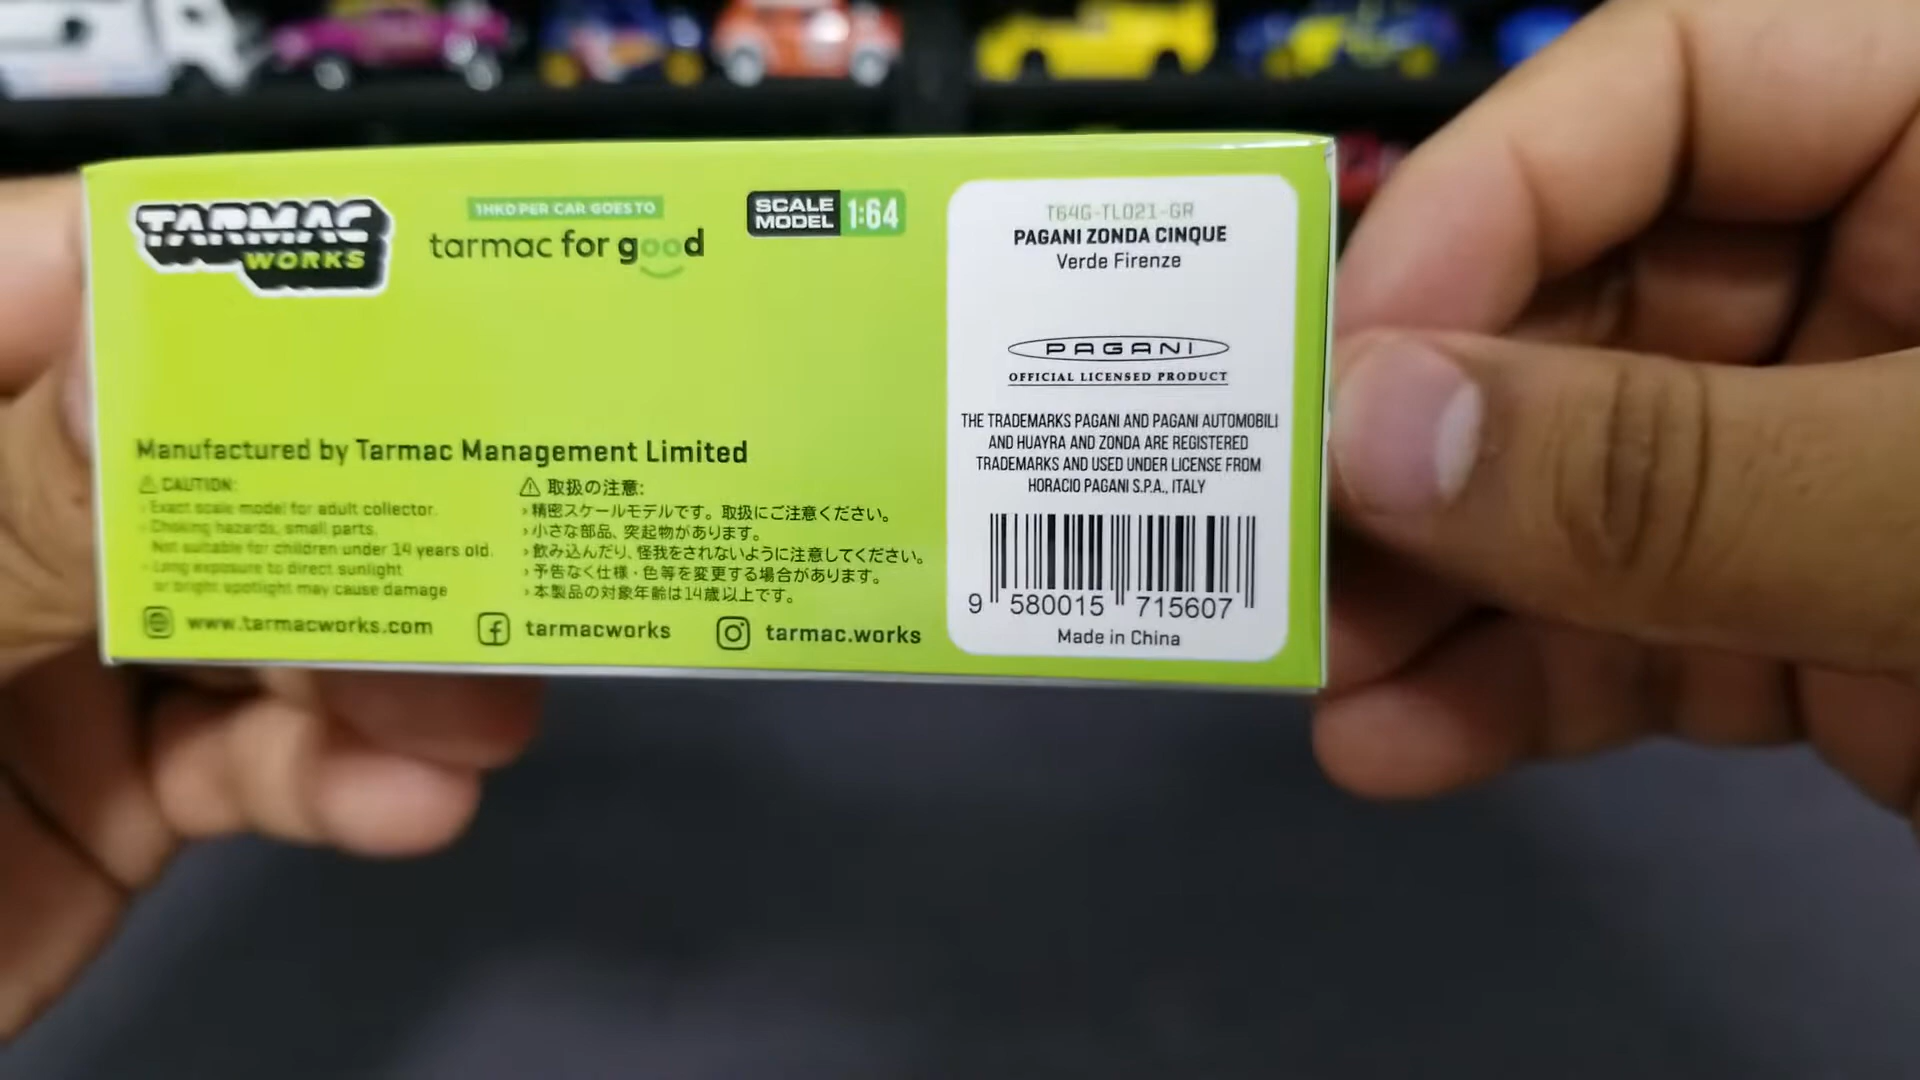 TARMAC
WORKS
1HKD PER CAR GOES TO
tarmac for good
SCALE
MODEL 1:64
Manufactured by Tarmac Management Limited
CAUTION:
› Exact scale model for adult collector.
› Choking hazards, small parts.
Not suitable for children under 14 years old.
› Long exposure to direct sunlight
or bright spotlight may cause damage
取扱の注意:
›精密スケールモデルです。取扱にご注意ください。
›小さな部品、突起物があります。
›飲み込んだり、怪我をされないように注意してください。
›予告なく仕様・色等を変更する場合があります。
›本製品の対象年齢は14歳以上です。
www.tarmacworks.com
tarmacworks
tarmac.works
T64G-TL021-GR
PAGANI ZONDA CINQUE
Verde Firenze
PAGANI
OFFICIAL LICENSED PRODUCT
THE TRADEMARKS PAGANI AND PAGANI AUTOMOBILI
AND HUAYRA AND ZONDA ARE REGISTERED
TRADEMARKS AND USED UNDER LICENSE FROM
HORACIO PAGANI S.P.A., ITALY
9 580015 715607
Made in China